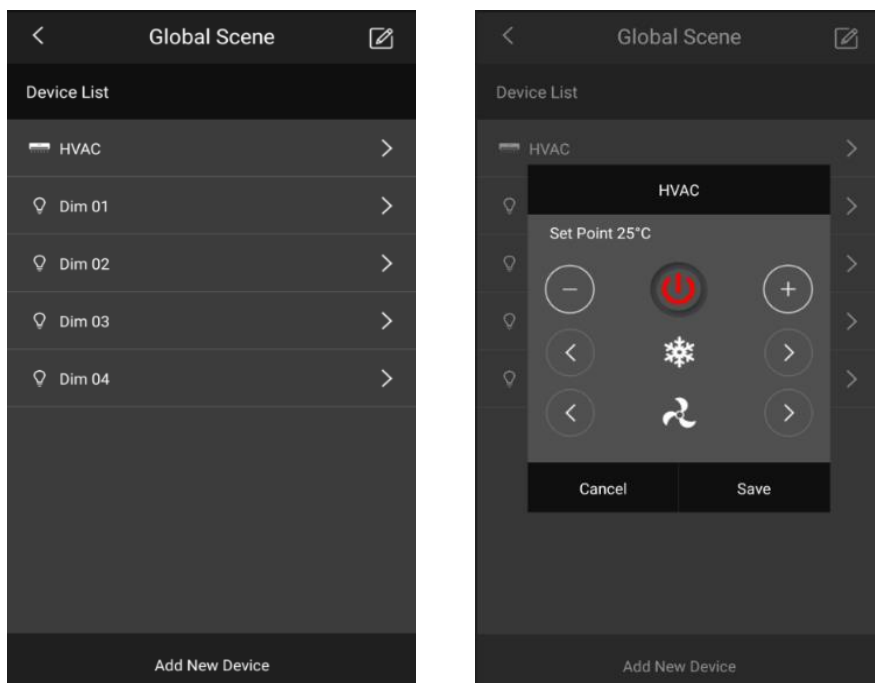 Global Scene
Device List
HVAC
Dim 01
Dim 02
Dim 03
Dim 04
Add New Device
Global Scene
Device List
HVAC
HVAC
Set Point 25°C
Cancel
Save
Add New Device